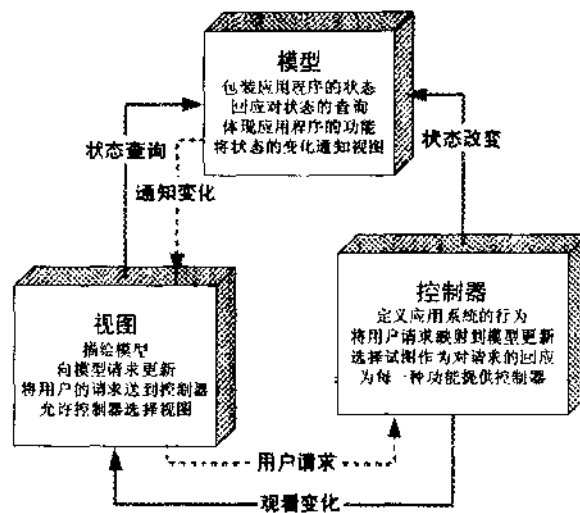 模型
包装应用程序的状态
回应对状态的查询
体现应用程序的功能
将状态的变化通知视图
状态查询
状态改变
通知变化
视图
描绘模型
向模型请求更新
将用户的请求送到控制器
允许控制器选择视图
控制器
定义应用系统的行为
将用户请求映射到模型更新
选择试图作为对请求的回应
为每一种功能提供控制器
用户请求
观看变化